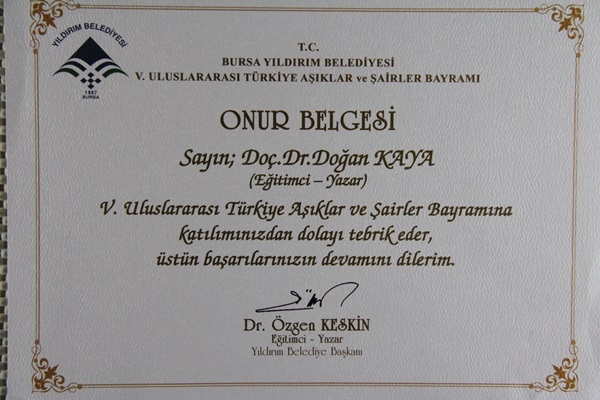 YILDIRIM BELEDİYESİ
1987
BURSA
T.C.
BURSA YILDIRIM BELEDİYESİ
V. ULUSLARARASI TÜRKİYE AŞIKLAR ve ŞAİRLER BAYRAMI
ONUR BELGESİ
Sayın; Doç.Dr.Doğan KAYA
(Eğitimci – Yazar)
V. Uluslararası Türkiye Aşıklar ve Şairler Bayramına
katılımınızdan dolayı tebrik eder,
üstün başarılarınızın devamını dilerim.
Dr. Özgen KESKİN
Eğitimci - Yazar
Yıldırım Belediye Başkanı